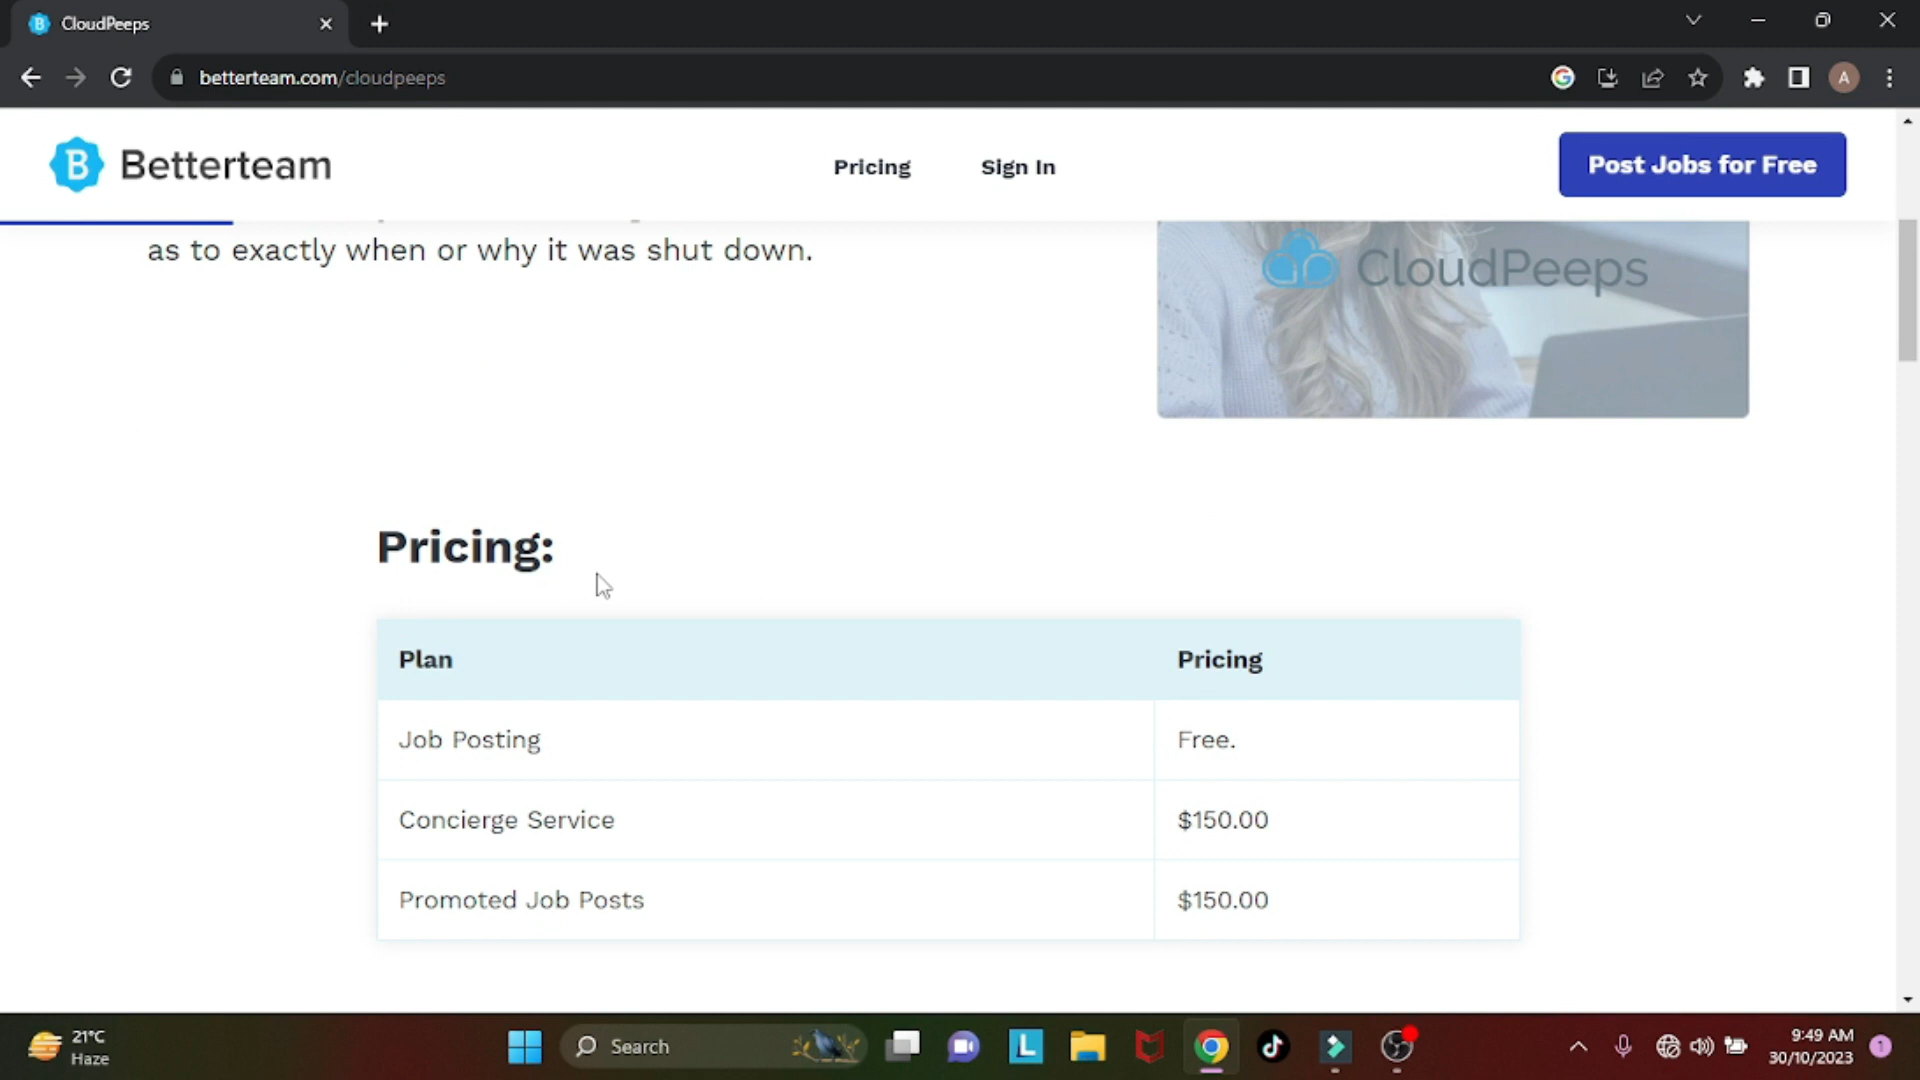 CloudPeeps
betterteam.com/cloudpeeps
A
B Betterteam
Pricing
Sign In
Post Jobs for Free
as to exactly when or why it was shut down.
CloudPeeps
Pricing:
Plan Pricing
Job Posting Free.
Concierge Service $150.00
Promoted Job Posts $150.00
21°C
Haze
Search
L
9:49 AM
30/10/2023
1